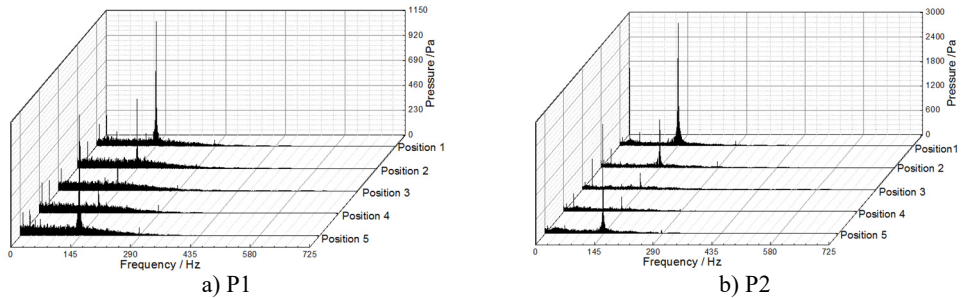 1150
920
690
460
230
0
Pressure /Pa
Position 1
Position 2
Position 3
Position 4
Position 5
0
145
290
435
580
725
Frequency / Hz
a) P1
3000
2400
1800
1200
600
0
Pressure /Pa
Position1
Position 2
Position 3
Position 4
Position 5
0
145
290
435
580
725
Frequency / Hz
b) P2